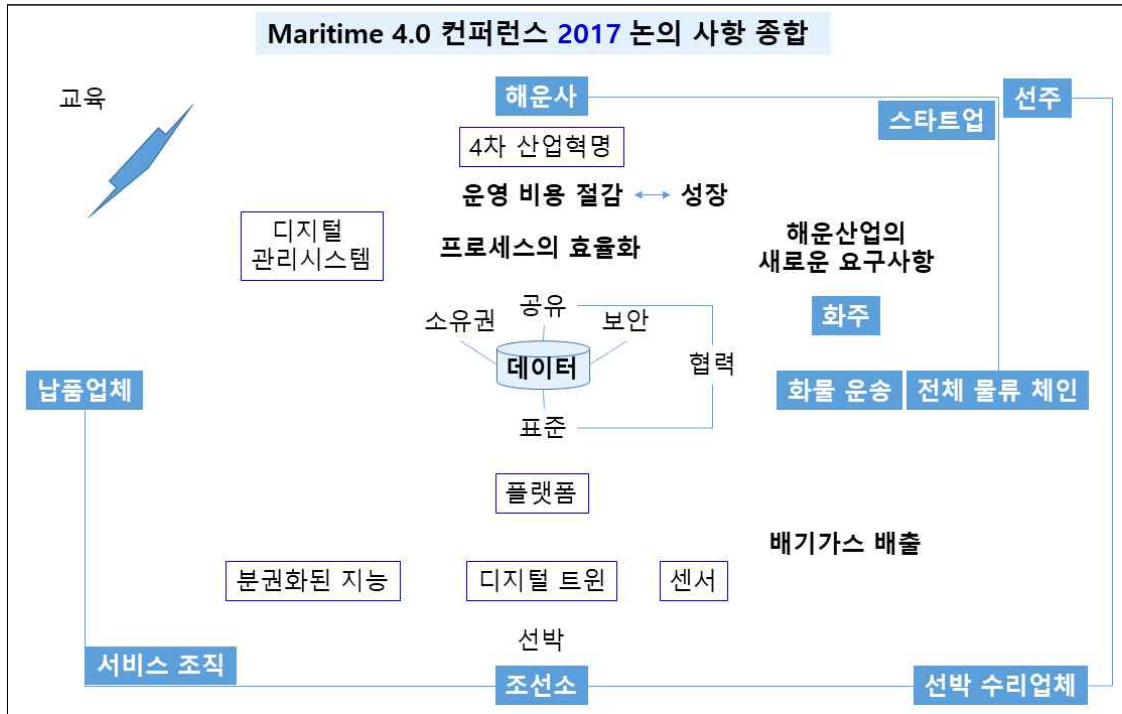 Maritime 4.0 컨퍼런스 2017 논의 사항 종합
교육
해운사
선주
스타트업
4차 산업혁명
운영 비용 절감 성장
디지털
관리시스템
프로세스의 효율화
해운산업의
새로운 요구사항
공유
소유권
보안
화주
데이터
협력
납품업체
화물 운송
전체 물류 체인
표준
플랫폼
배기가스 배출
분권화된 지능
디지털 트윈
센서
선박
서비스 조직
조선소
선박 수리업체